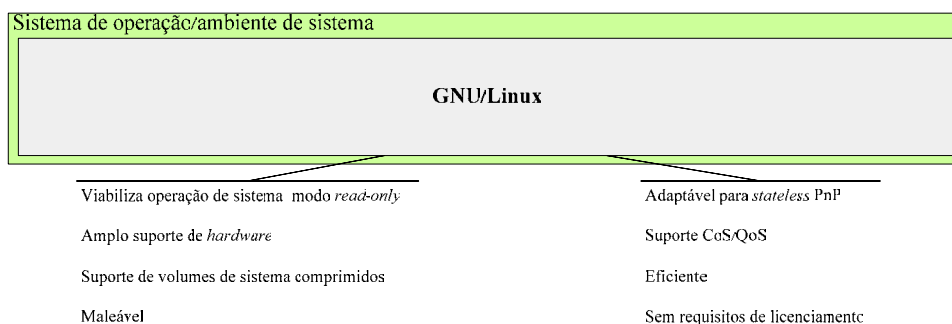 Sistema de operação/ambiente de sistema
GNU/Linux
Viabiliza operação de sistema modo read-only
Amplo suporte de hardware
Suporte de volumes de sistema comprimidos
Maleável
Adaptável para stateless PnP
Suporte CoS/QoS
Eficiente
Sem requisitos de licenciamento